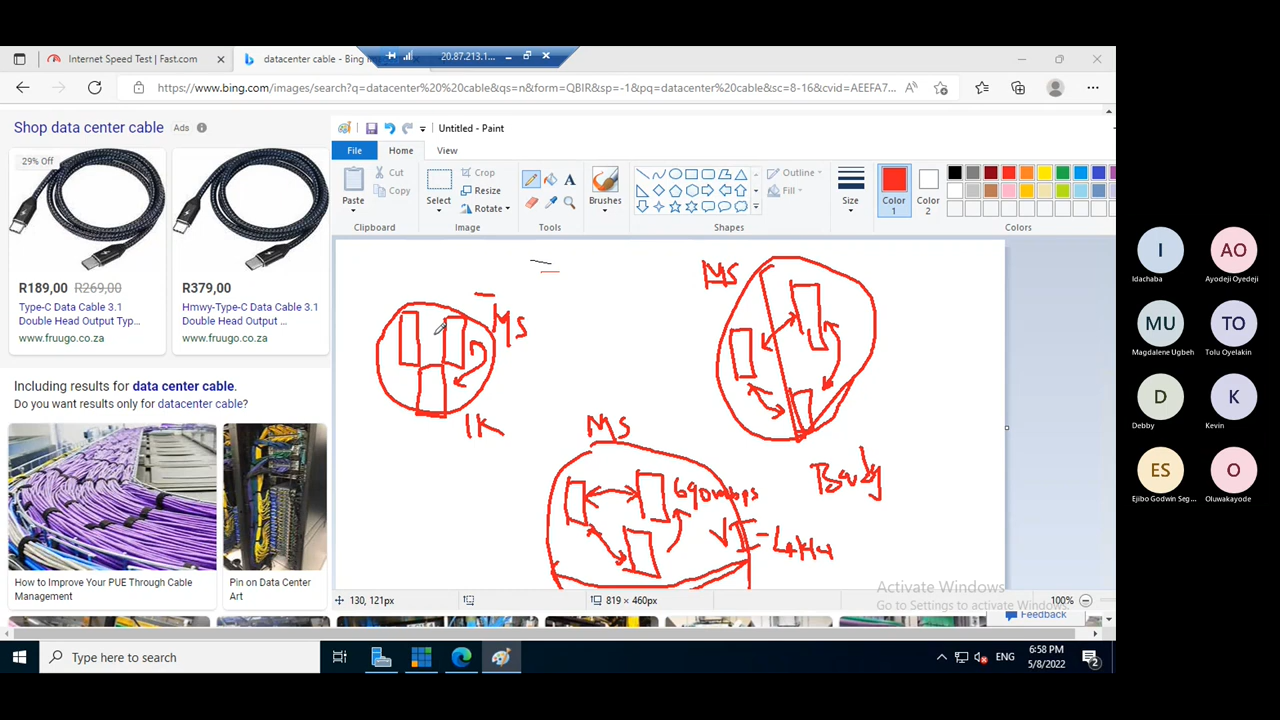 Internet Speed Test | Fast.com
datacenter cable - Bing im
20.87.213.1...
https://www.bing.com/images/search?q=datacenter%20%20cable&qs=n&form=QBIR&sp=-1&pq=datacenter cable&sc=8-16&cvid=AEEFA7...
Shop data center cable
Ads
29% Off
R189,00 R269,00
Type-C Data Cable 3.1
Double Head Output Typ...
www.fruugo.co.za
R379,00
Hmwy-Type-C Data Cable 3.1
Double Head Output ...
www.fruugo.co.za
Including results for data center cable.
Do you want results only for datacenter cable?
How to Improve Your PUE Through Cable
Management
Pin on Data Center
Art
Untitled - Paint
File
Home
View
Paste
Cut
Copy
Clipboard
Select
Crop
Resize
Rotate
Image
A
Tools
Brushes
Shapes
Outline
Fill
Size
Color
1
Color
2
Colors
MS
1K
MS
MS
690mbps
130, 121px
819 × 460px
100%
Activate Windows
Go to Settings to activate Windows.
Feedback
Type here to search
ENG
6:58 PM
5/8/2022
2
I
Idachaba
AO
Ayodeji Oyedeji
MU
Magdalene Ugbeh
TO
Tolu Oyelakin
D
Debby
K
Kevin
ES
Ejibo Godwin Seg...
O
Oluwakayode